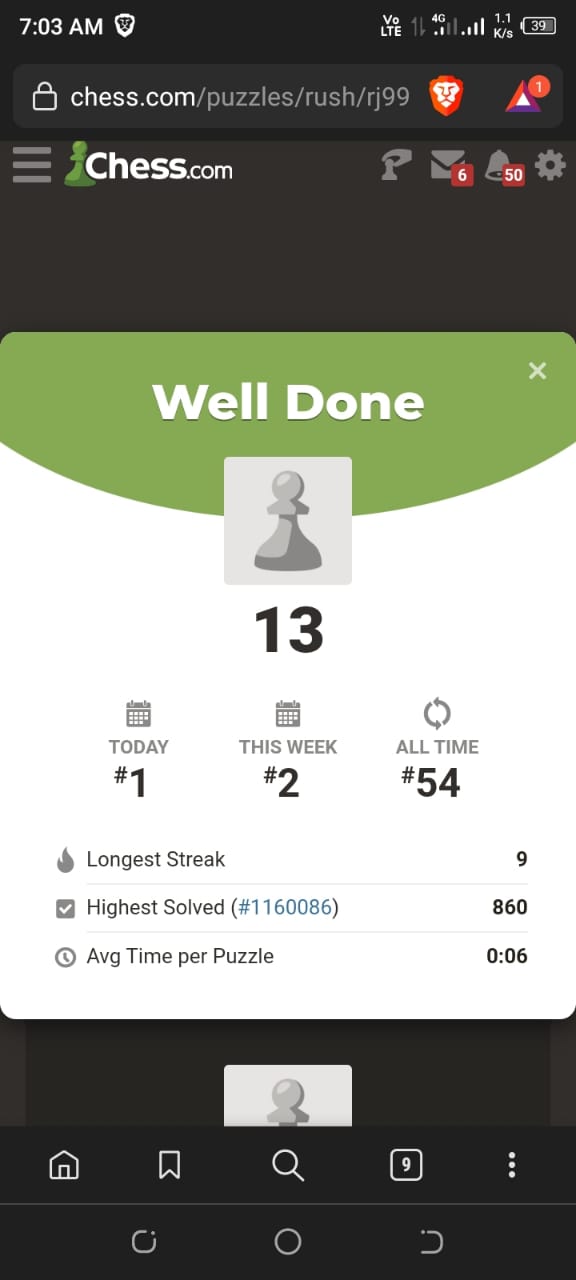 7:03 AM
Vo LTE 4G 1.1 K/s 39
chess.com/puzzles/rush/rj99
1
Chess.com
6 50
Well Done
13
TODAY THIS WEEK ALL TIME
#1 #2 #54
Longest Streak 9
Highest Solved (#1160086) 860
Avg Time per Puzzle 0:06
9